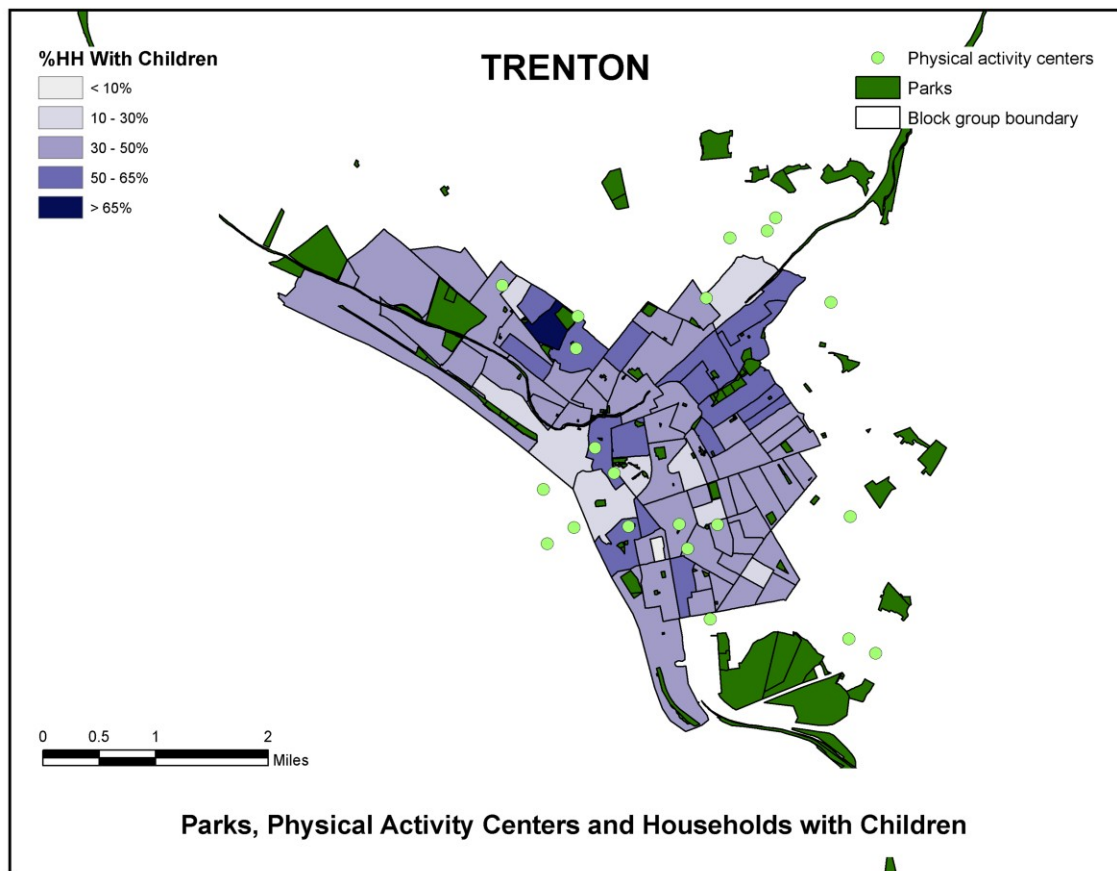 TRENTON
%HH With Children
< 10%
10 - 30%
30 - 50%
50 - 65%
> 65%
Physical activity centers
Parks
Block group boundary
0 0.5 1 2
Miles
Parks, Physical Activity Centers and Households with Children